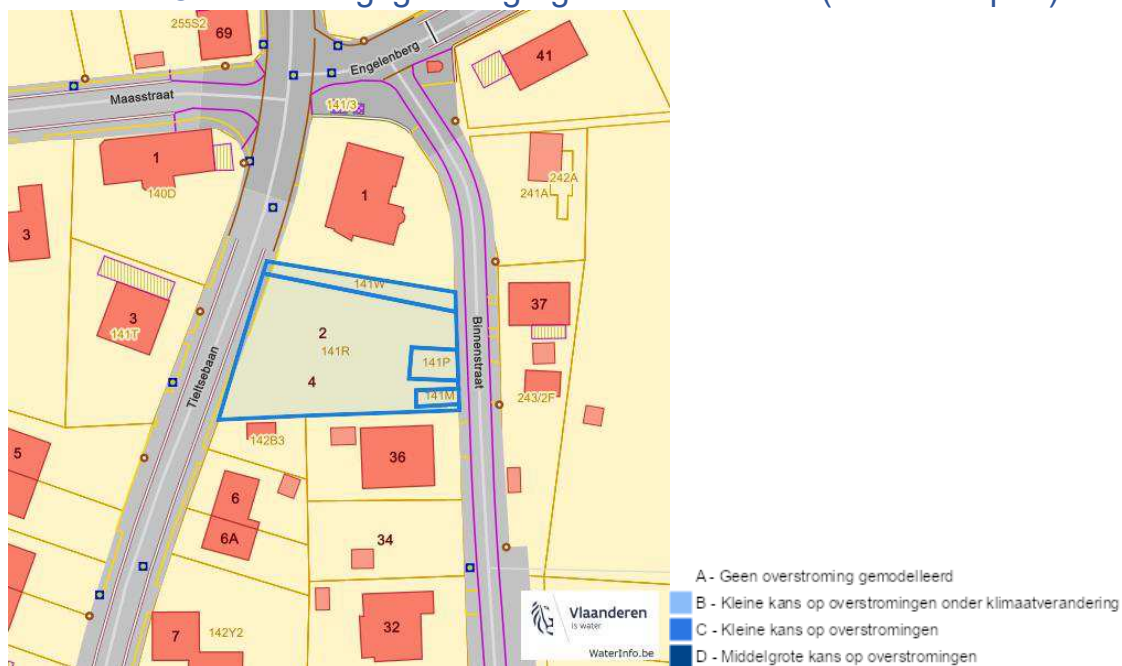 255S2
69
Engelenberg
41
Maasstraat
141/3
1
140D
1
242A
241A
3
141W
37
3
141T
2
141R
4
141P
141M
Tieltsebaan
Binnenstraat
243/2F
142B3
5
36
6
6A
34
7
142Y2
32
Vlaanderen
is water
WaterInfo.be
A - Geen overstroming gemodelleerd
B - Kleine kans op overstromingen onder klimaatverandering
C - Kleine kans op overstromingen
D - Middelgrote kans op overstromingen